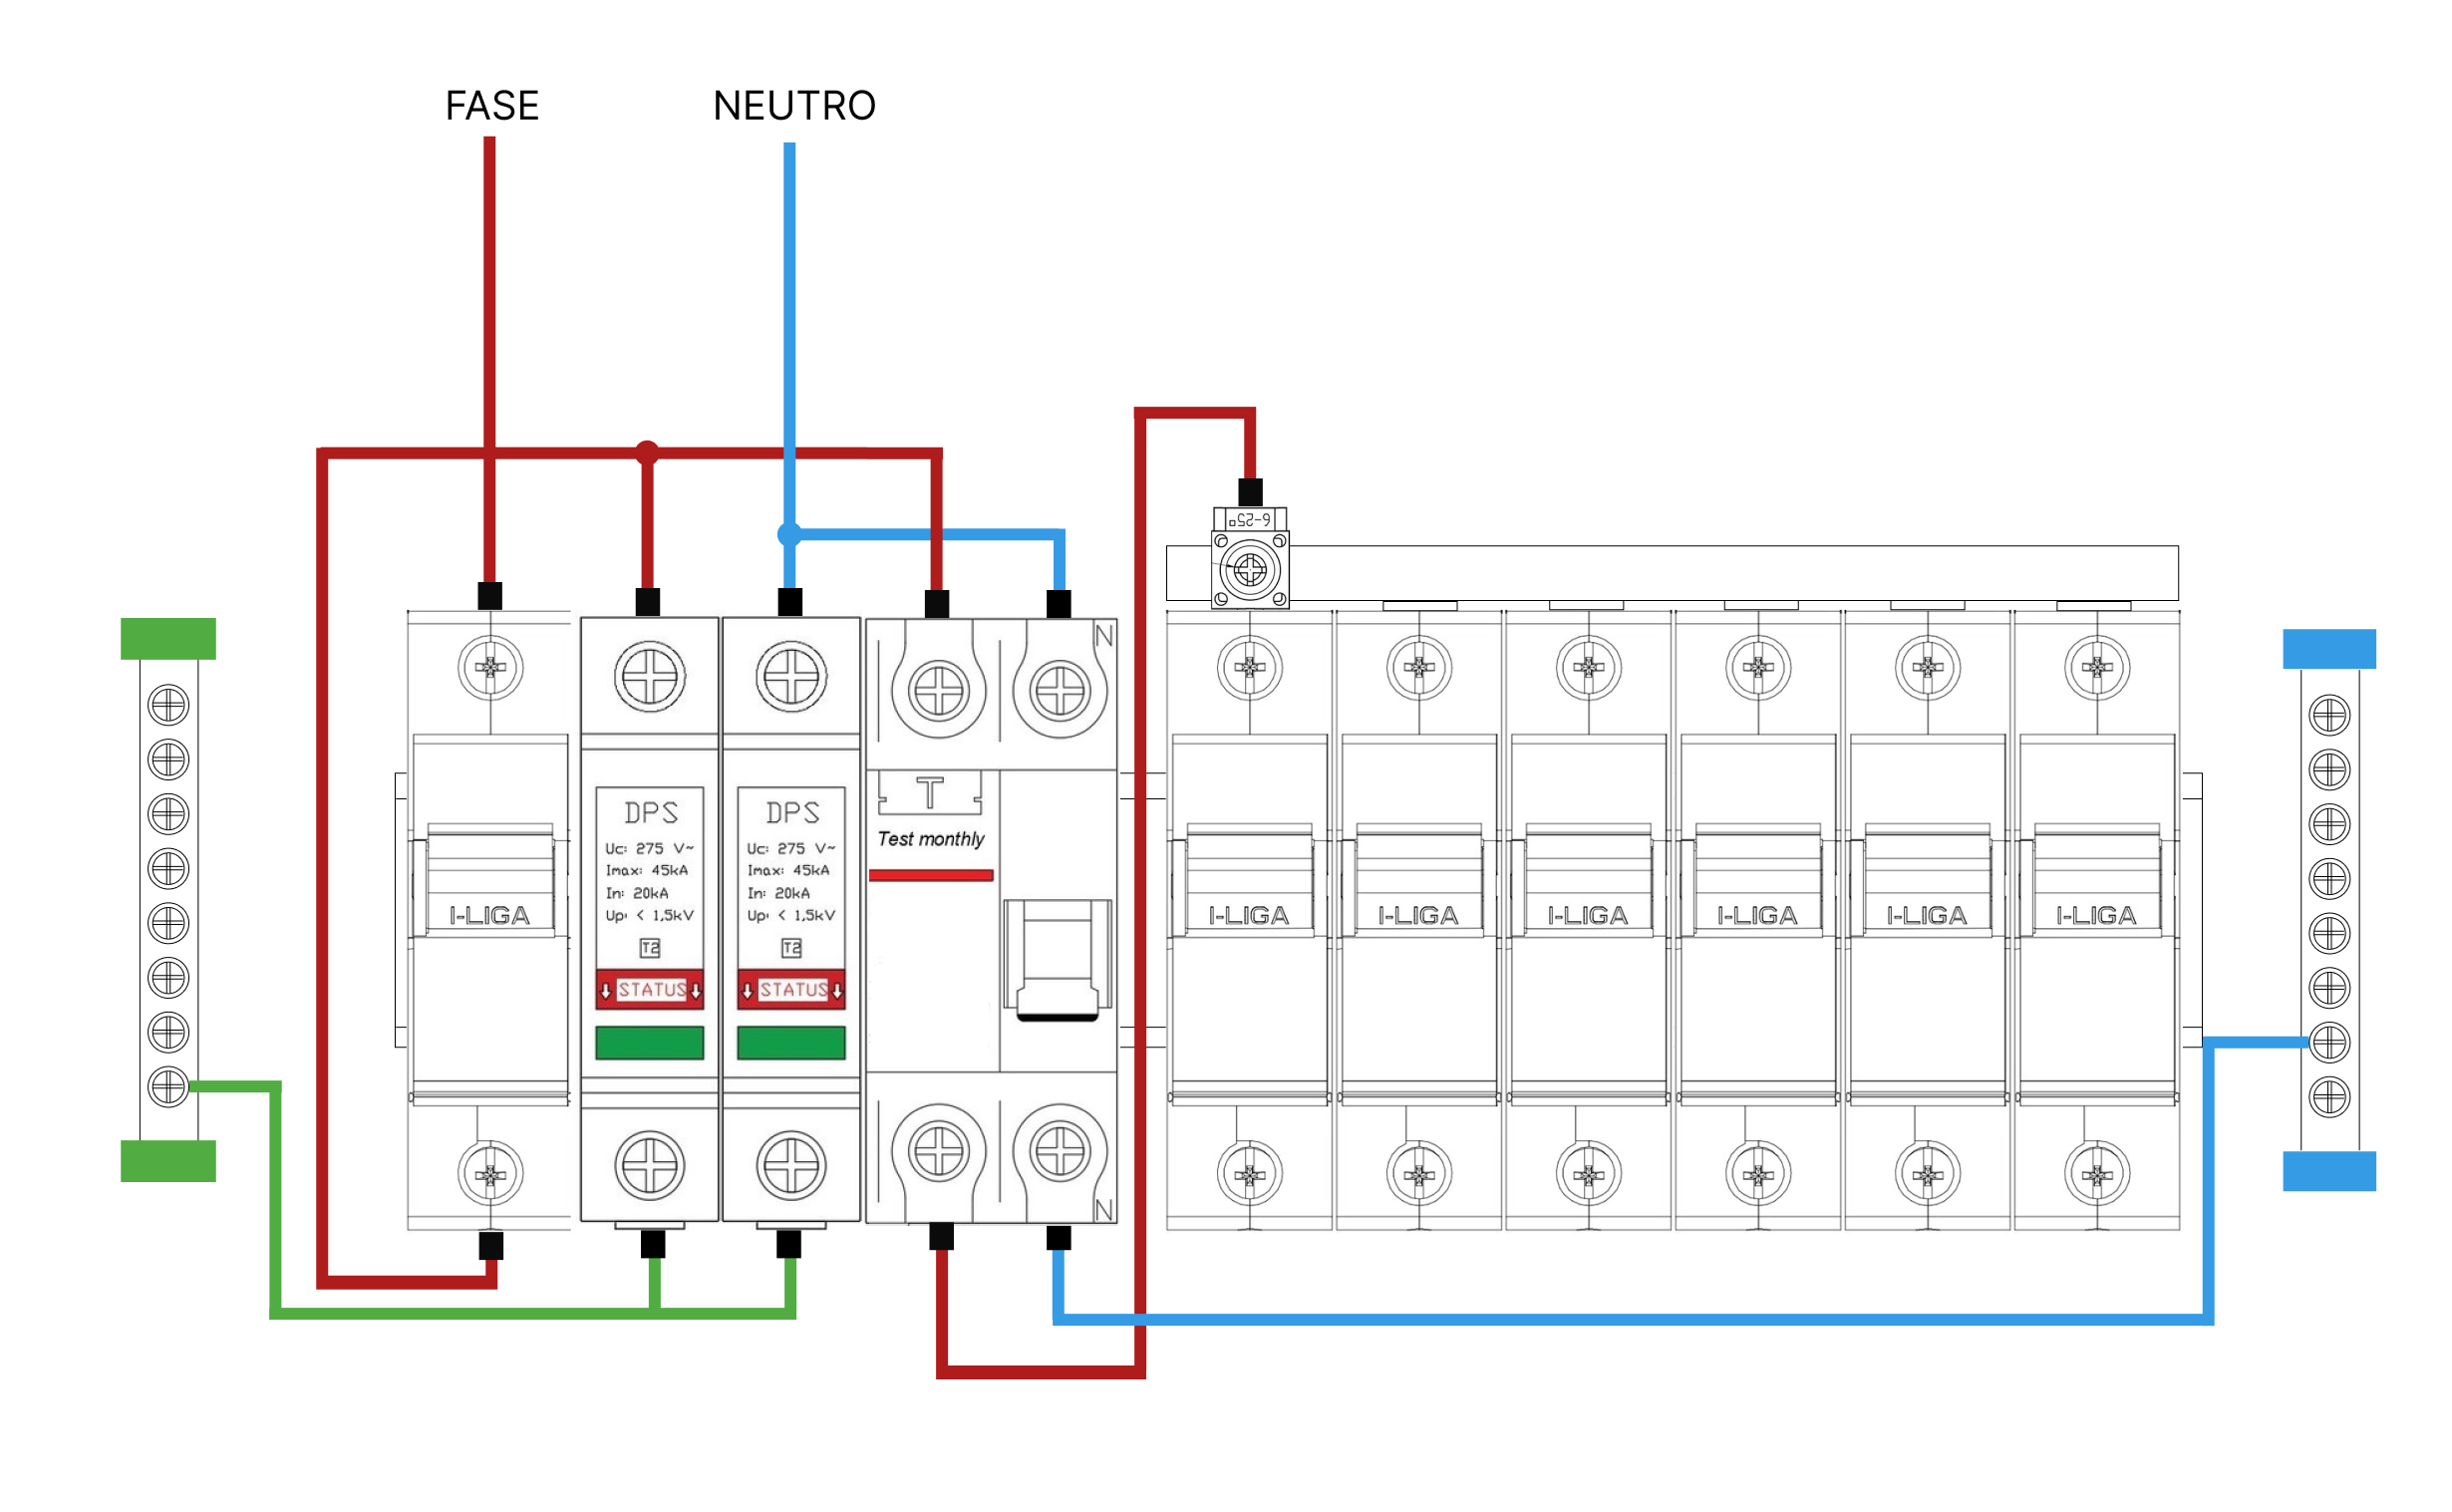 FASE
NEUTRO
6-25°
N
T
Test monthly
DPS
Uc: 275 V~
Imax: 45kA
In: 20kA
Up: < 1,5kV
T2
STATUS
DPS
Uc: 275 V~
Imax: 45kA
In: 20kA
Up: < 1,5kV
T2
STATUS
I-LIGA
I-LIGA
I-LIGA
I-LIGA
I-LIGA
I-LIGA
I-LIGA
N